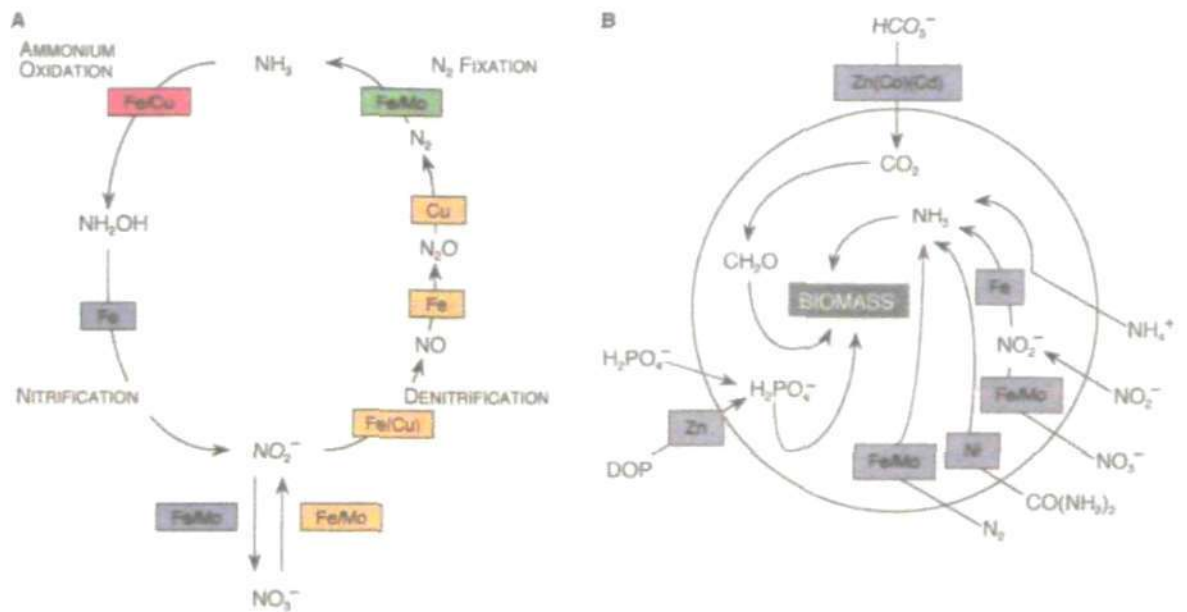 A
AMMONIUM
OXIDATION
NH₃
N₂ FIXATION
Fe/Cu
Fe/Mo
N₂
Cu
NH₂OH
N₂O
Fe
Fe
NO
NITRIFICATION
DENITRIFICATION
Fe(Cu)
NO₂⁻
Fe/Mo
Fe/Mo
NO₃⁻
B
HCO₃⁻
Zn(Co)(Cd)
CO₂
NH₃
CH₂O
Fe
BIOMASS
NH₄⁺
H₂PO₄⁻
NO₂⁻
H₂PO₄⁻
Fe/Mo
NO₂⁻
Zn
DOP
Fe/Mo
Ni
NO₃⁻
CO(NH₂)₂
N₂